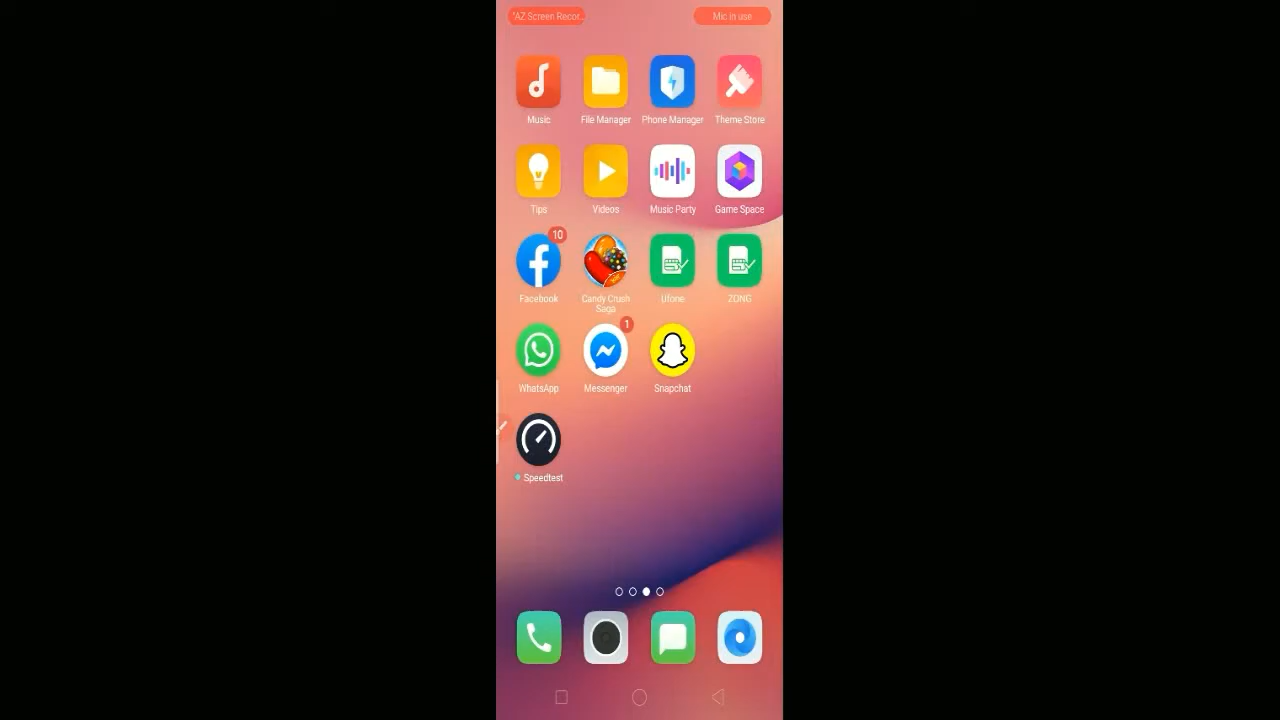 "AZ Screen Recor...
Mic in use
Music
File Manager
Phone Manager
Theme Store
Tips
Videos
Music Party
Game Space
10
Facebook
Candy Crush
Saga
Ufone
ZONG
WhatsApp
1
Messenger
Snapchat
Speedtest